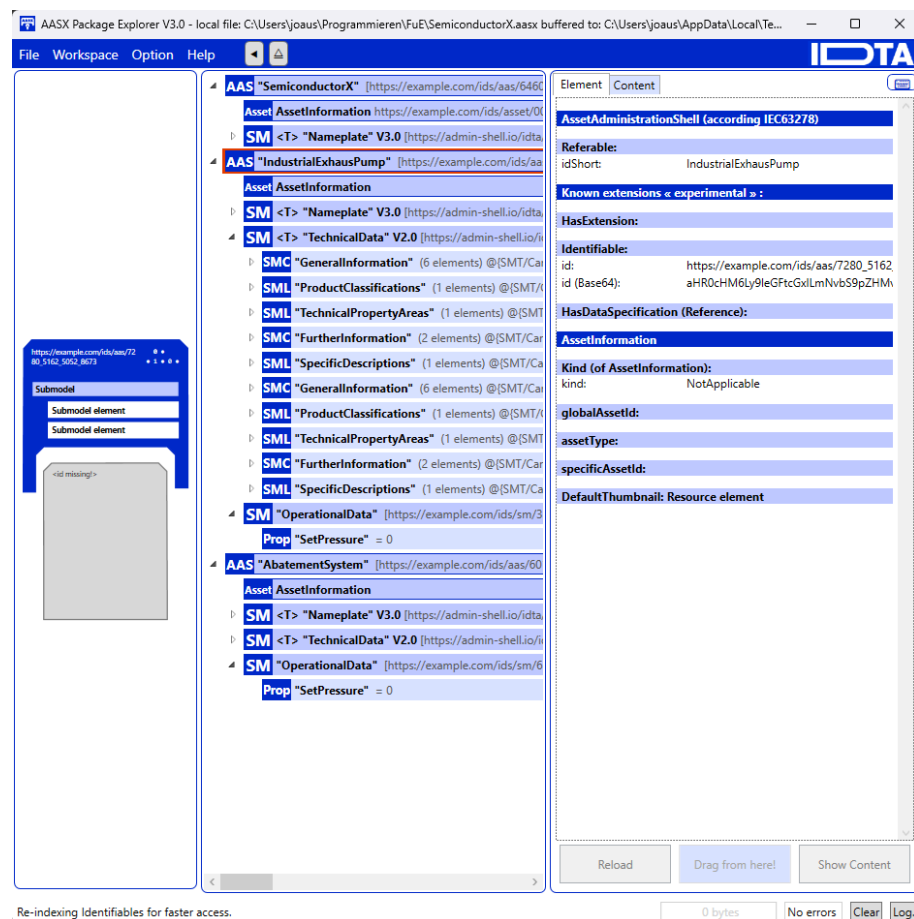 AASX Package Explorer V3.0 - local file: C:\Users\joaus\Programmieren\FuE\SemiconductorX.aasx buffered to: C:\Users\joaus\AppData\Local\Te...
File Workspace Option Help
IDTA
https://example.com/ids/aas/72
80_5162_5052_8673
Submodel
Submodel element
Submodel element
<id missing!>
AAS "SemiconductorX" [https://example.com/ids/aas/6460
Asset AssetInformation https://example.com/ids/asset/00
SM <T> "Nameplate" V3.0 [https://admin-shell.io/idta
AAS "IndustrialExhausPump" [https://example.com/ids/aa
Asset AssetInformation
SM <T> "Nameplate" V3.0 [https://admin-shell.io/idta
SM <T> "TechnicalData" V2.0 [https://admin-shell.io/i
SMC "GeneralInformation" (6 elements) @{SMT/Car
SML "ProductClassifications" (1 elements) @{SMT/
SML "TechnicalPropertyAreas" (1 elements) @{SMT
SMC "FurtherInformation" (2 elements) @{SMT/Car
SML "SpecificDescriptions" (1 elements) @{SMT/Ca
SMC "GeneralInformation" (6 elements) @{SMT/Car
SML "ProductClassifications" (1 elements) @{SMT/
SML "TechnicalPropertyAreas" (1 elements) @{SMT
SMC "FurtherInformation" (2 elements) @{SMT/Car
SML "SpecificDescriptions" (1 elements) @{SMT/Ca
SM "OperationalData" [https://example.com/ids/sm/3
Prop "SetPressure" = 0
AAS "AbatementSystem" [https://example.com/ids/aas/60
Asset AssetInformation
SM <T> "Nameplate" V3.0 [https://admin-shell.io/idta
SM <T> "TechnicalData" V2.0 [https://admin-shell.io/i
SM "OperationalData" [https://example.com/ids/sm/6
Prop "SetPressure" = 0
Element Content
AssetAdministrationShell (according IEC63278)
Referable:
idShort: IndustrialExhausPump
Known extensions « experimental » :
HasExtension:
Identifiable:
id: https://example.com/ids/aas/7280_5162_
id (Base64): aHR0cHM6Ly9leGFtcGxlLmNvbS9pZHMv
HasDataSpecification (Reference):
AssetInformation
Kind (of AssetInformation):
kind: NotApplicable
globalAssetId:
assetType:
specificAssetId:
DefaultThumbnail: Resource element
Reload Drag from here! Show Content
Re-indexing Identifiables for faster access. 0 bytes No errors Clear Log.